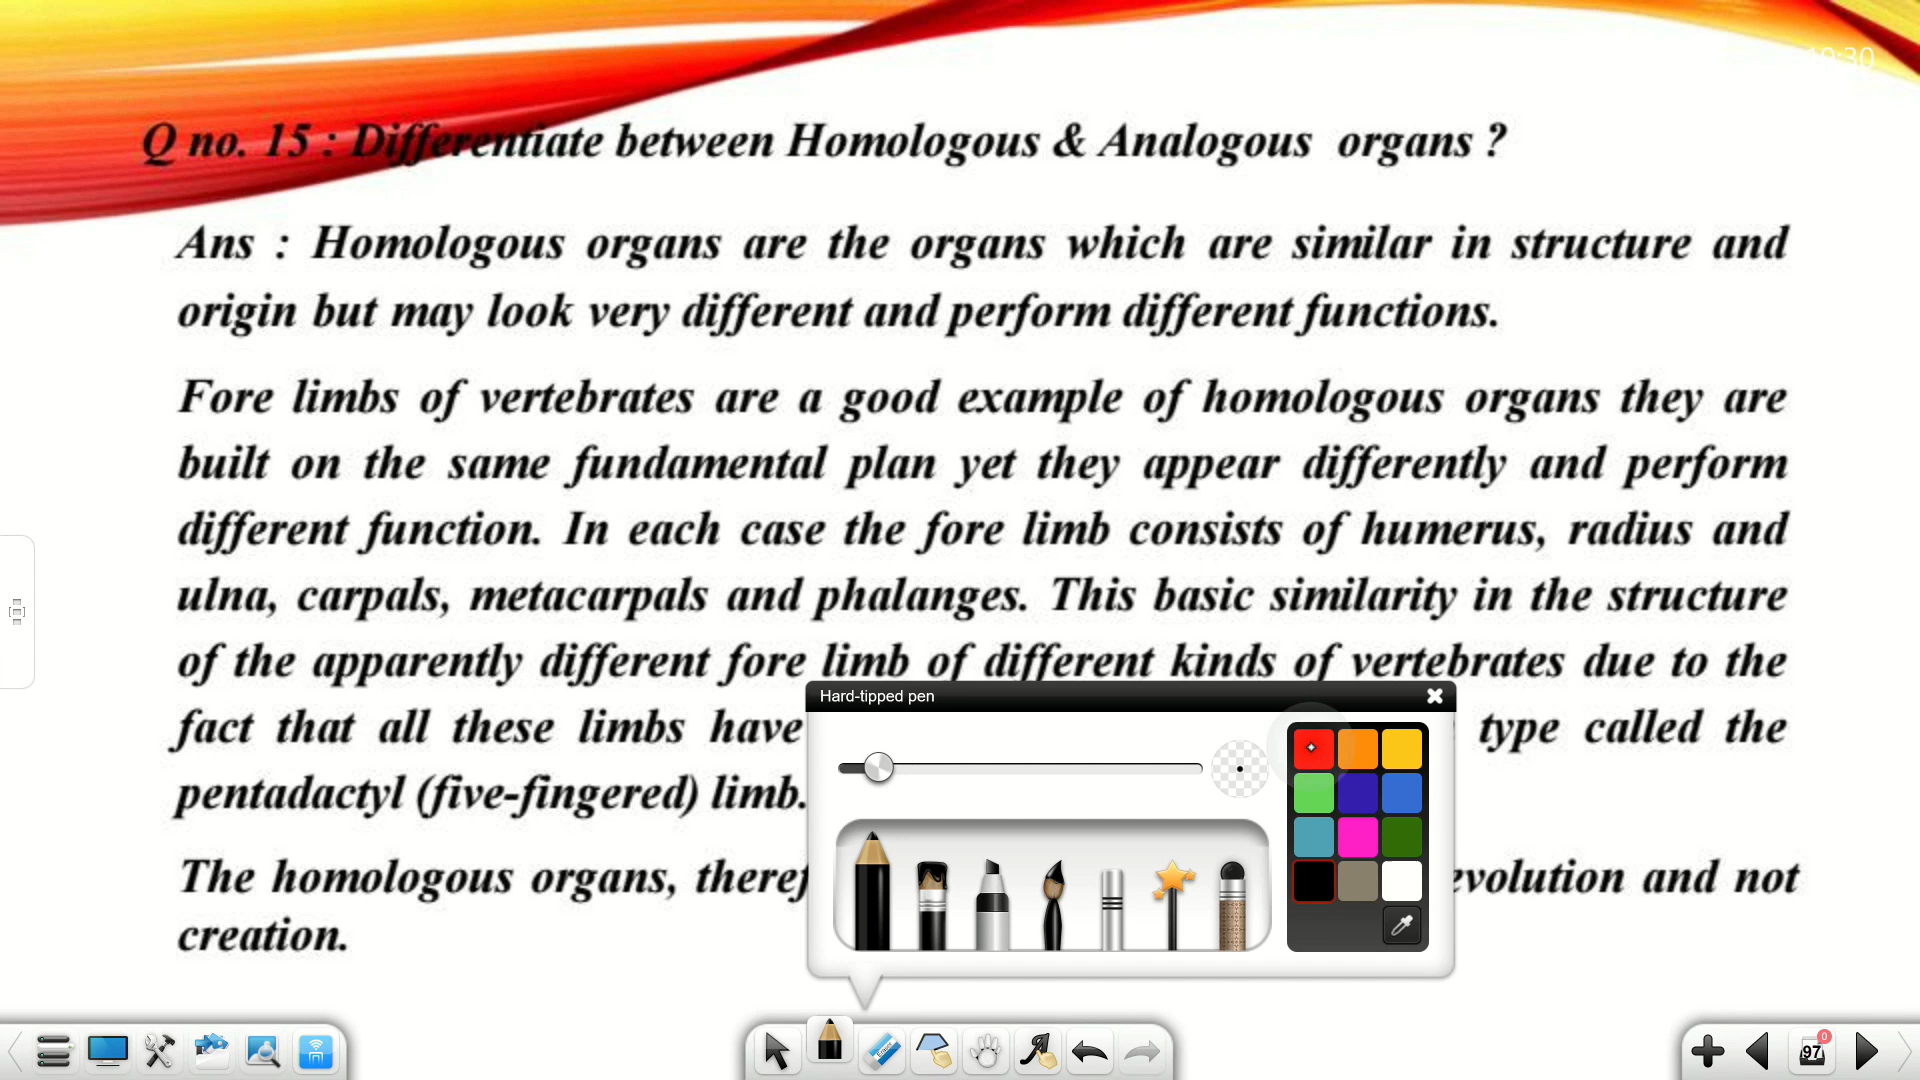 10:30
Q no. 15 : Differentiate between Homologous & Analogous organs ?
Ans : Homologous organs are the organs which are similar in structure and
origin but may look very different and perform different functions.
Fore limbs of vertebrates are a good example of homologous organs they are
built on the same fundamental plan yet they appear differently and perform
different function. In each case the fore limb consists of humerus, radius and
ulna, carpals, metacarpals and phalanges. This basic similarity in the structure
of the apparently different fore limb of different kinds of vertebrates due to the
fact that all these limbs have type called the
pentadactyl (five-fingered) limb.
The homologous organs, evolution and not
creation.
Hard-tipped pen
Eraser
97
0